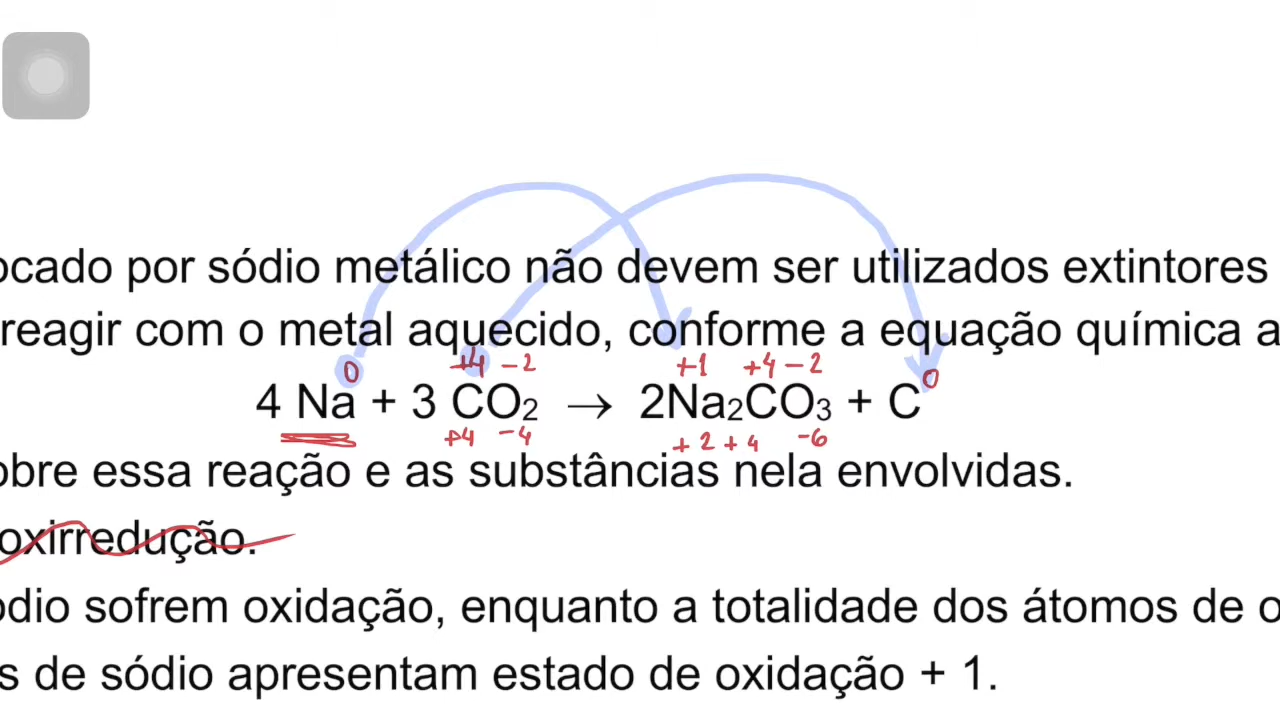 ocado por sódio metálico não devem ser utilizados extintores
reagir com o metal aquecido, conforme a equação química a
0 +4 -2 +1 +4 -2 0
4 Na + 3 CO₂ → 2Na₂CO₃ + C
+4 -4 +2 +4 -6
obre essa reação e as substâncias nela envolvidas.
oxirredução.
ódio sofrem oxidação, enquanto a totalidade dos átomos de o
s de sódio apresentam estado de oxidação + 1.